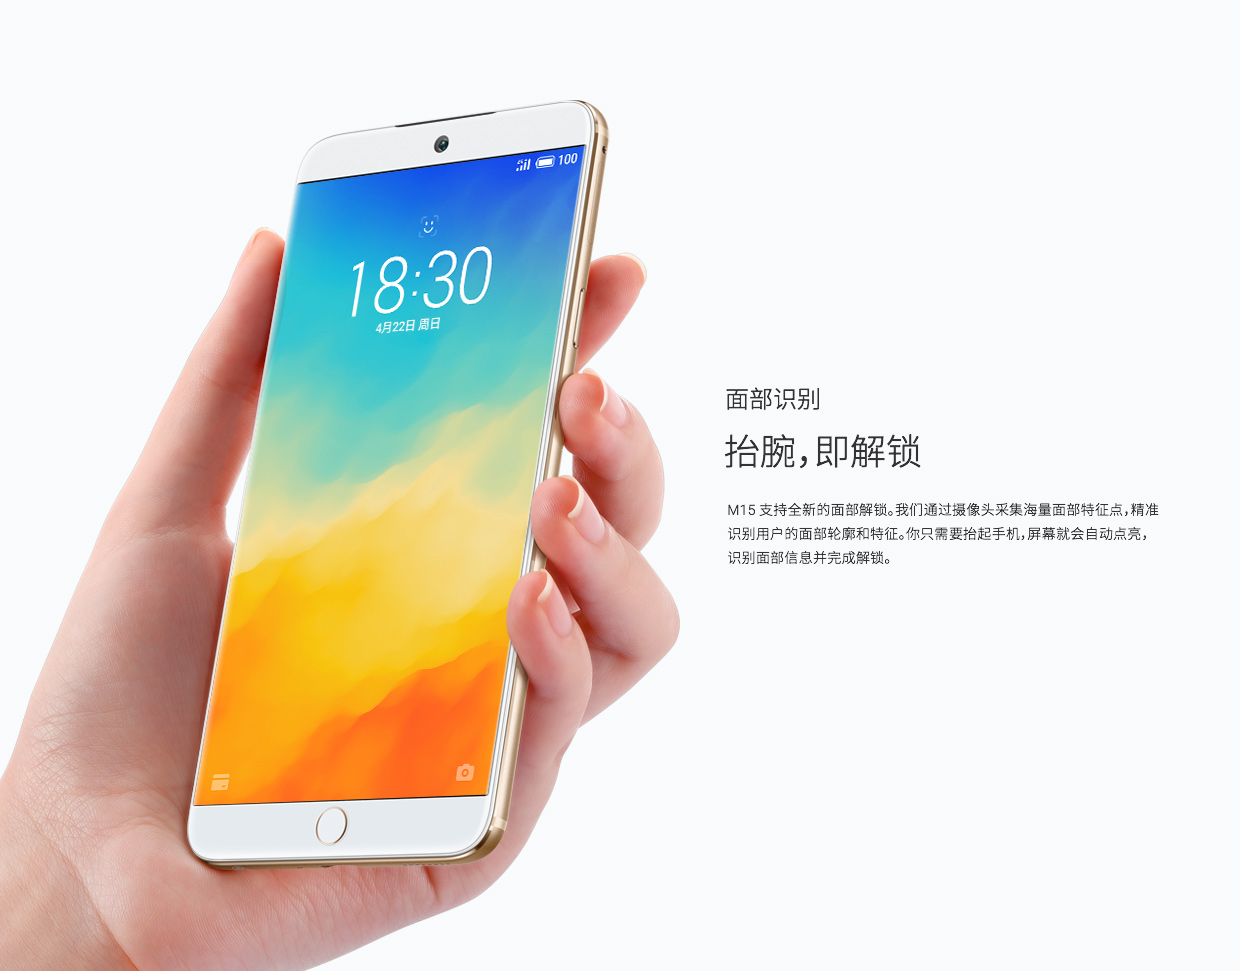 100
18:30
4月22日 周日
面部识别
抬腕，即解锁
M15 支持全新的面部解锁。我们通过摄像头采集海量面部特征点，精准
识别用户的面部轮廓和特征。你只需要抬起手机，屏幕就会自动点亮，
识别面部信息并完成解锁。